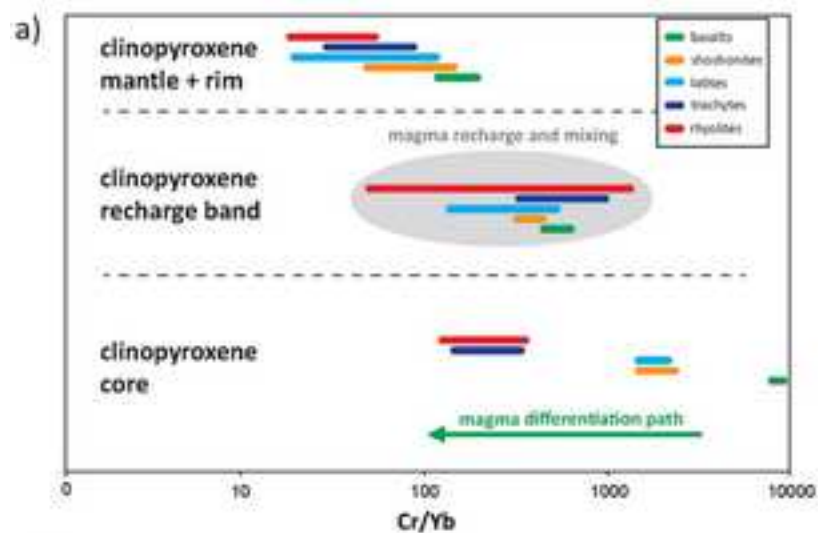 a)
clinopyroxene
mantle + rim
basalts
shoshonites
latites
trachytes
rhyolites
magma recharge and mixing
clinopyroxene
recharge band
clinopyroxene
core
magma differentiation path
0 10 100 1000 10000
Cr/Yb